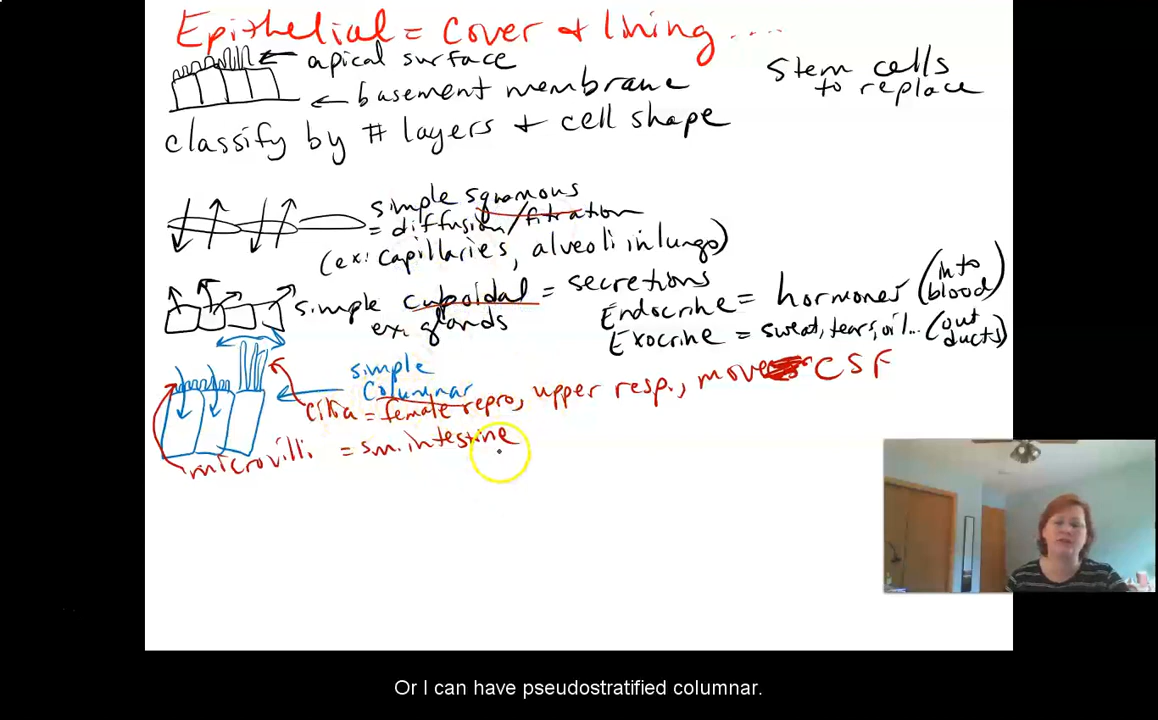 Epithelial = cover & lining ....
apical surface
basement membrane
Stem cells
to replace
classify by # layers + cell shape
simple squamous
= diffusion/fitration
(ex: capillaries, alveoli in lungs)
simple cuboidal = secretions
ex: glands
Endocrine = hormones (into
blood)
Exocrine = sweat, tears, oil... (out
ducts)
simple
Columnar
cilia = female repro, upper resp., move CSF
microvilli = sm. intestine
Or I can have pseudostratified columnar.